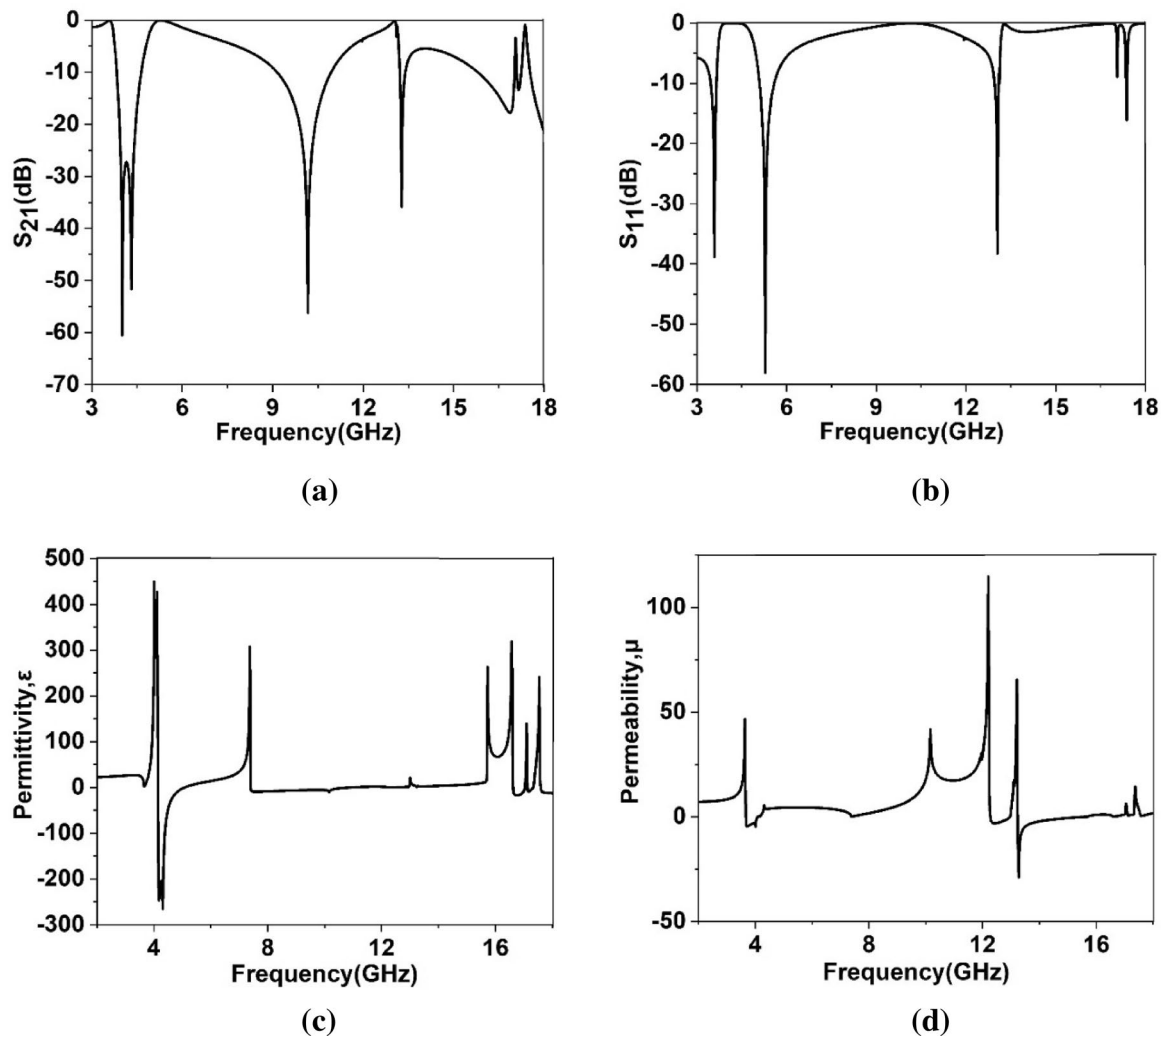 0
-10
-20
-30
-40
-50
-60
-70
S21(dB)
3 6 9 12 15 18
Frequency(GHz)
(a)
0
-10
-20
-30
-40
-50
-60
S11(dB)
3 6 9 12 15 18
Frequency(GHz)
(b)
500
400
300
200
100
0
-100
-200
-300
Permittivity,ε
4 8 12 16
Frequency(GHz)
(c)
100
50
0
-50
Permeability,μ
4 8 12 16
Frequency(GHz)
(d)